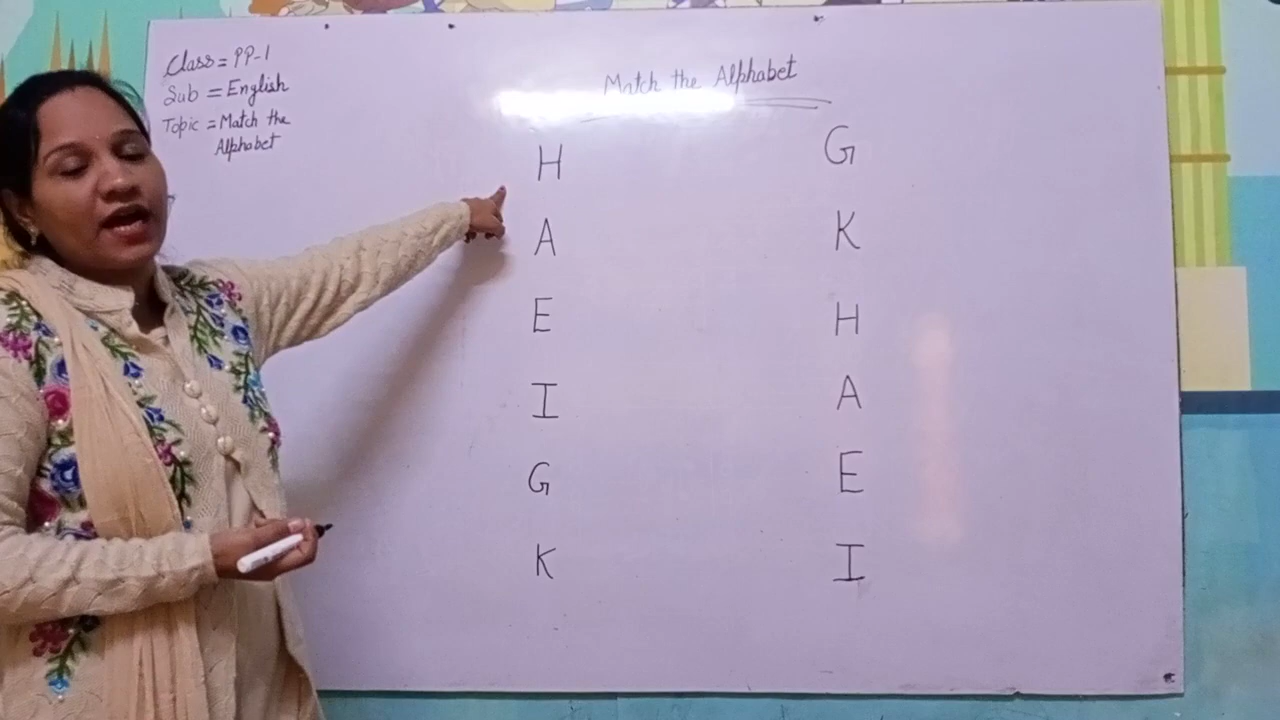 Class = PP-1
Sub = English
Topic = Match the
Alphabet
Match the Alphabet
H G
A K
E H
I A
G E
K I